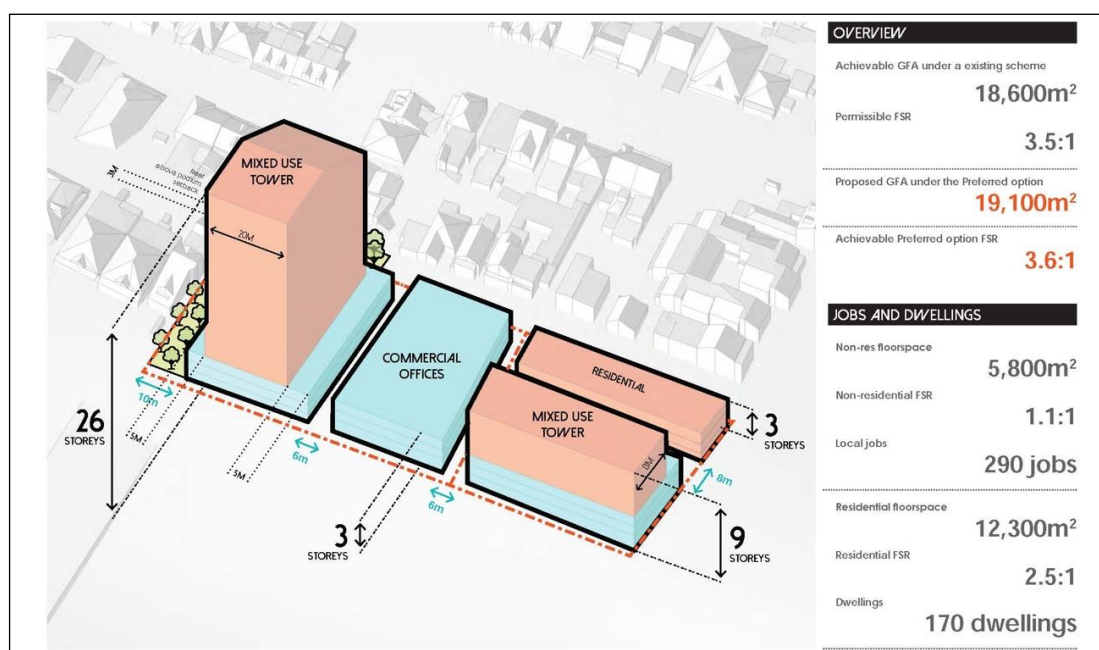 MIXED USE
TOWER
Rear
above podium
setback
3M
20M
COMMERCIAL
OFFICES
RESIDENTIAL
MIXED USE
TOWER
26
STOREYS
10m
5M
5M
6m
6m
8m
3
STOREYS
3
STOREYS
9
STOREYS
OVERVIEW
Achievable GFA under a existing scheme
18,600m²
Permissible FSR
3.5:1
Proposed GFA under the Preferred option
19,100m²
Achievable Preferred option FSR
3.6:1
JOBS AND DWELLINGS
Non-res floorspace
5,800m²
Non-residential FSR
1.1:1
Local jobs
290 jobs
Residential floorspace
12,300m²
Residential FSR
2.5:1
Dwellings
170 dwellings